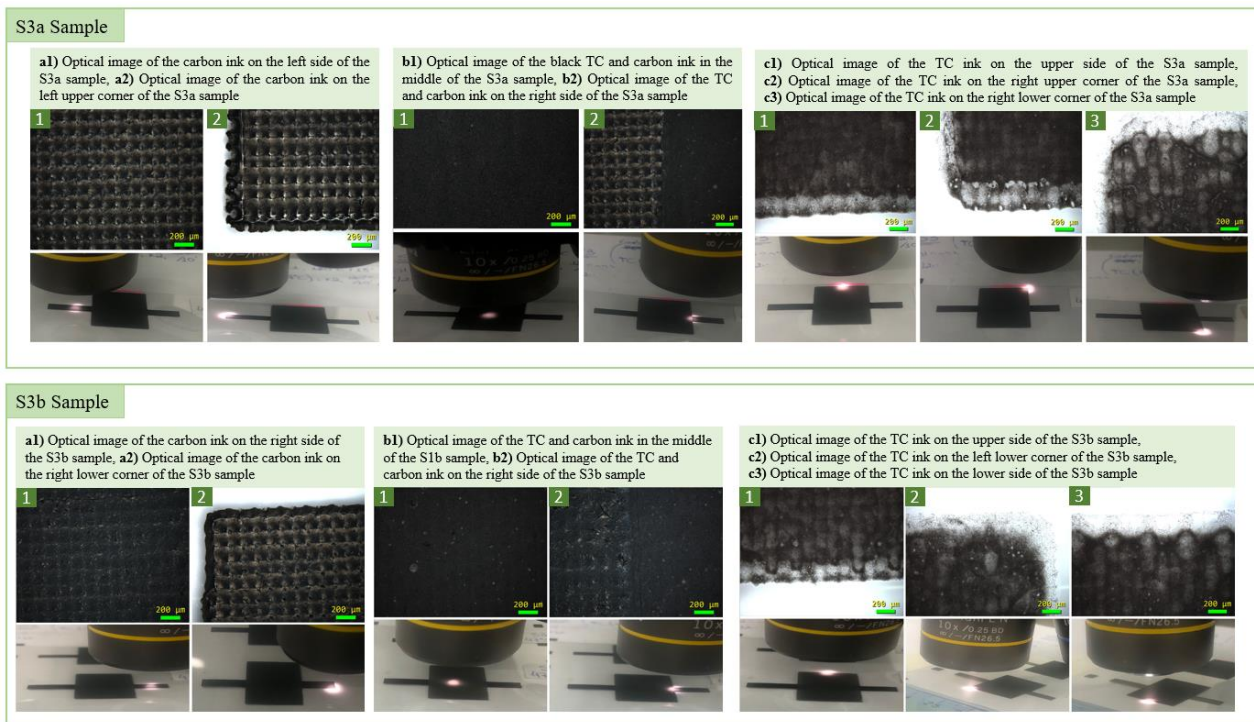 S3a Sample
a1) Optical image of the carbon ink on the left side of the
S3a sample, a2) Optical image of the carbon ink on the
left upper corner of the S3a sample
b1) Optical image of the black TC and carbon ink in the
middle of the S3a sample, b2) Optical image of the TC
and carbon ink on the right side of the S3a sample
c1) Optical image of the TC ink on the upper side of the S3a sample,
c2) Optical image of the TC ink on the right upper corner of the S3a sample,
c3) Optical image of the TC ink on the right lower corner of the S3a sample
1
2
1
2
1
2
3
200 μm
200 μm
200 μm
200 μm
200 μm
200 μm
200 μm
10x/0.25 BD
∞/-/FN26.5
S3b Sample
a1) Optical image of the carbon ink on the right side of
the S3b sample, a2) Optical image of the carbon ink on
the right lower corner of the S3b sample
b1) Optical image of the TC and carbon ink in the middle
of the S1b sample, b2) Optical image of the TC and
carbon ink on the right side of the S3b sample
c1) Optical image of the TC ink on the upper side of the S3b sample,
c2) Optical image of the TC ink on the left lower corner of the S3b sample,
c3) Optical image of the TC ink on the lower side of the S3b sample
1
2
1
2
1
2
3
200 μm
200 μm
200 μm
200 μm
200 μm
200 μm
200 μm
10x/0.25 BD
∞/-/FN26.5